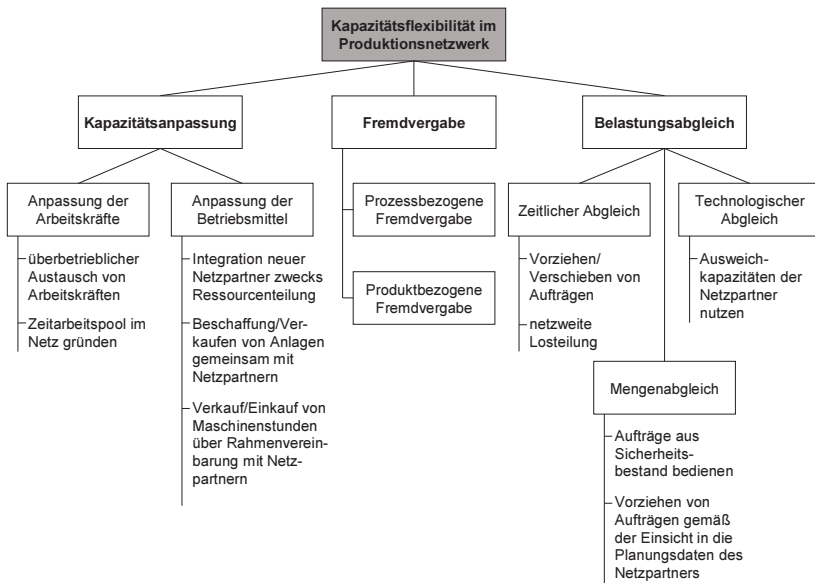 Kapazitätsflexibilität im
Produktionsnetzwerk
Kapazitätsanpassung
Fremdvergabe
Belastungsabgleich
Anpassung der
Arbeitskräfte
Anpassung der
Betriebsmittel
Prozessbezogene
Fremdvergabe
Zeitlicher Abgleich
Technologischer
Abgleich
überbetrieblicher
Austausch von
Arbeitskräften
Zeitarbeitspool im
Netz gründen
Integration neuer
Netzpartner zwecks
Ressourcenteilung
Beschaffung/Ver-
kaufen von Anlagen
gemeinsam mit
Netzpartnern
Verkauf/Einkauf von
Maschinenstunden
über Rahmenverein-
barung mit Netz-
partnern
Produktbezogene
Fremdvergabe
Vorziehen/
Verschieben von
Aufträgen
netzweite
Losteilung
Ausweich-
kapazitäten der
Netzpartner
nutzen
Mengenabgleich
Aufträge aus
Sicherheits-
bestand bedienen
Vorziehen von
Aufträgen gemäß
der Einsicht in die
Planungsdaten des
Netzpartners